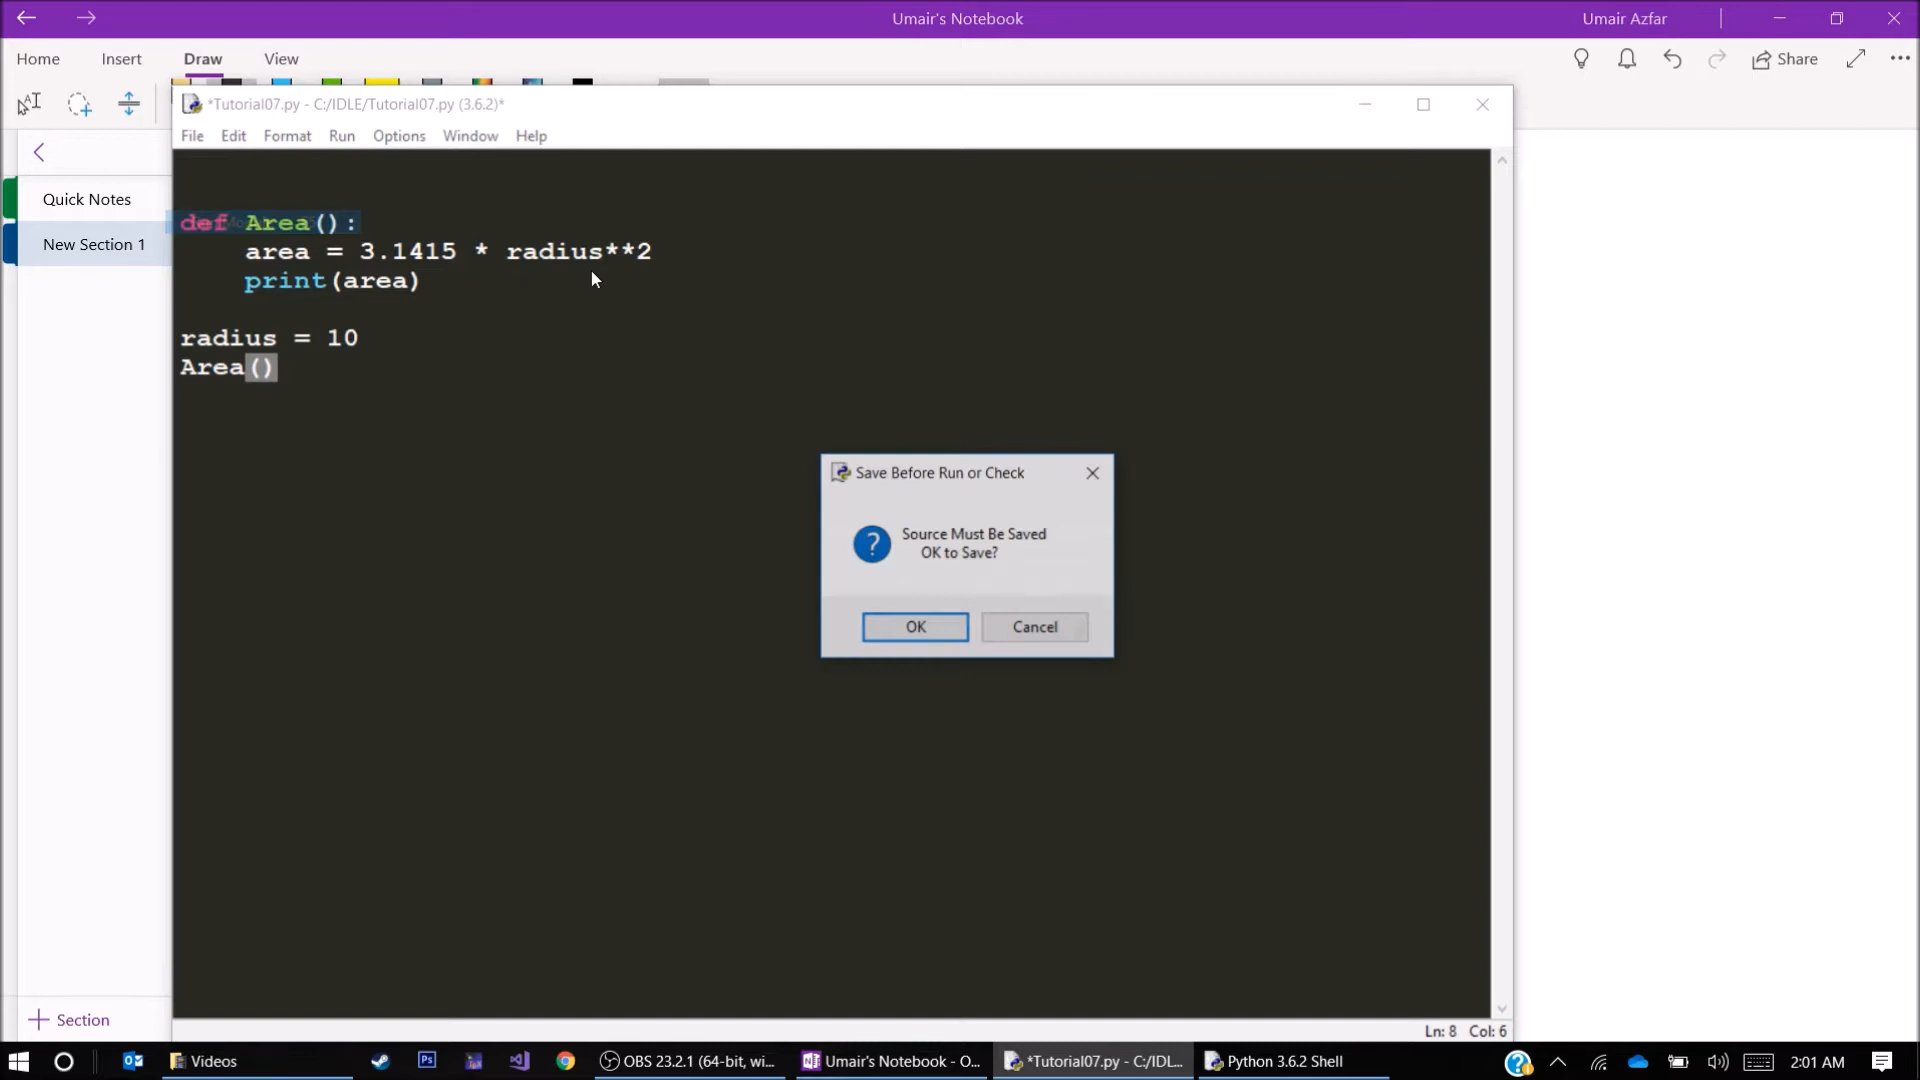 Umair's Notebook
Umair Azfar
Home Insert Draw View
Share
*Tutorial07.py - C:/IDLE/Tutorial07.py (3.6.2)*
File Edit Format Run Options Window Help
Quick Notes
New Section 1
def Area():
area = 3.1415 * radius**2
print(area)
radius = 10
Area()
Save Before Run or Check
Source Must Be Saved
OK to Save?
OK Cancel
Section
Ln: 8 Col: 6
Videos
OBS 23.2.1 (64-bit, wi...
Umair's Notebook - O...
*Tutorial07.py - C:/IDL...
Python 3.6.2 Shell
2:01 AM